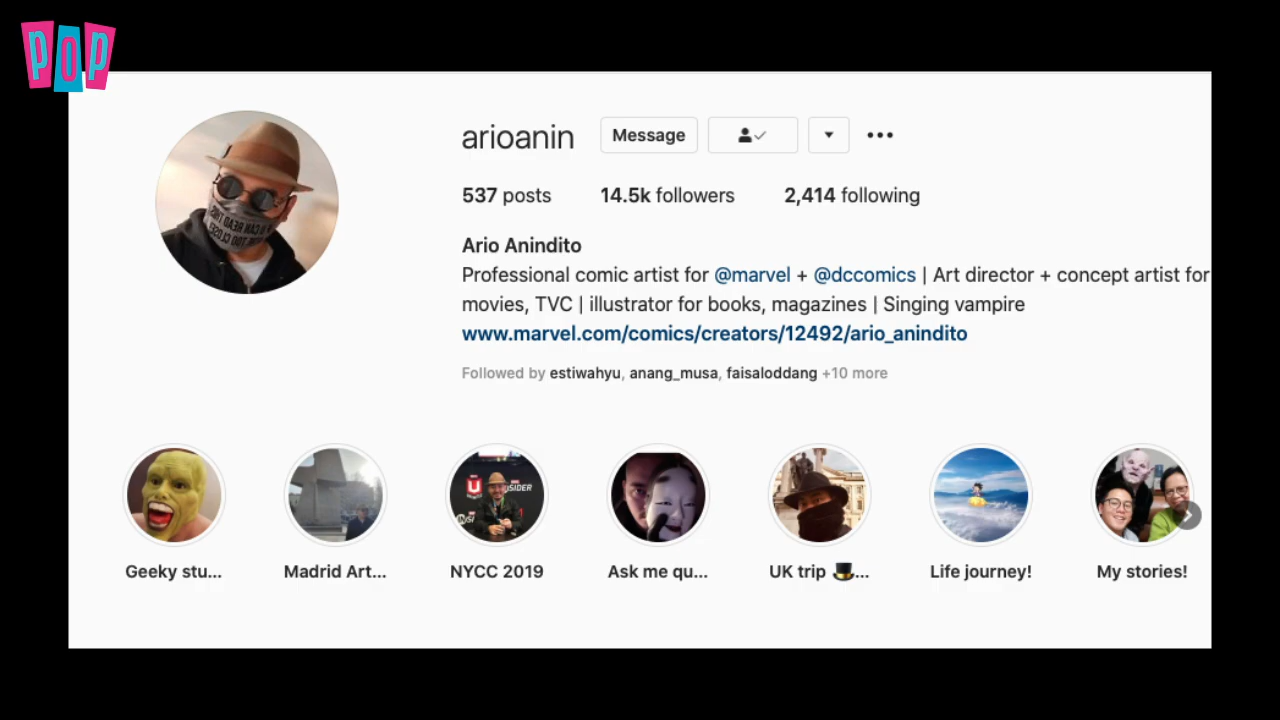 POP
arioanin Message
537 posts 14.5k followers 2,414 following
Ario Anindito
Professional comic artist for @marvel + @dccomics | Art director + concept artist for
movies, TVC | illustrator for books, magazines | Singing vampire
www.marvel.com/comics/creators/12492/ario_anindito
Followed by estiwahyu, anang_musa, faisaloddang +10 more
Geeky stu... Madrid Art... NYCC 2019 Ask me qu... UK trip 🎩... Life journey! My stories!